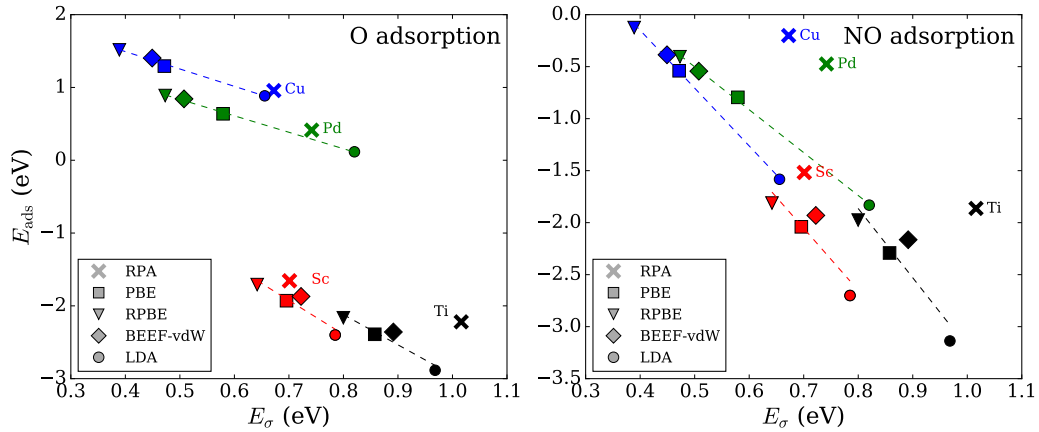 O adsorption
2
1
0
−1
−2
−3
E_ads (eV)
Cu
Pd
Sc
Ti
RPA
PBE
RPBE
BEEF-vdW
LDA
0.3 0.4 0.5 0.6 0.7 0.8 0.9 1.0 1.1
E_σ (eV)
NO adsorption
0.0
−0.5
−1.0
−1.5
−2.0
−2.5
−3.0
−3.5
Cu
Pd
Sc
Ti
RPA
PBE
RPBE
BEEF-vdW
LDA
0.3 0.4 0.5 0.6 0.7 0.8 0.9 1.0 1.1
E_σ (eV)